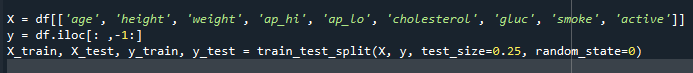 X = df[['age', 'height', 'weight', 'ap_hi', 'ap_lo', 'cholesterol', 'gluc', 'smoke', 'active']]
y = df.iloc[: ,-1:]
X_train, X_test, y_train, y_test = train_test_split(X, y, test_size=0.25, random_state=0)